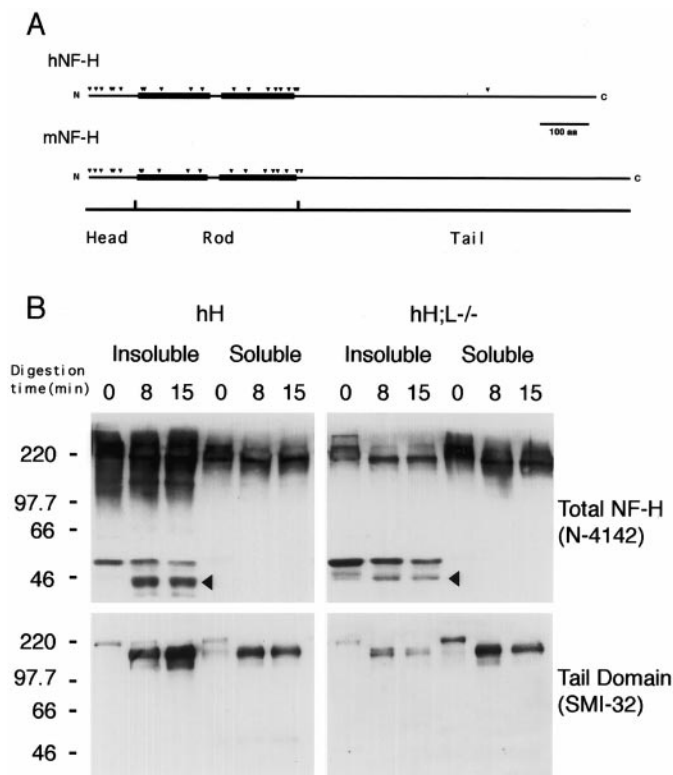 A
hNF-H
N C
100 aa
mNF-H
N C
Head Rod Tail
B hH hH;L-/-
Insoluble Soluble Insoluble Soluble
Digestion
time(min) 0 8 15 0 8 15 0 8 15 0 8 15
220 -
97.7 -
66 -
46 -
Total NF-H
(N-4142)
220 -
97.7 -
66 -
46 -
Tail Domain
(SMI-32)